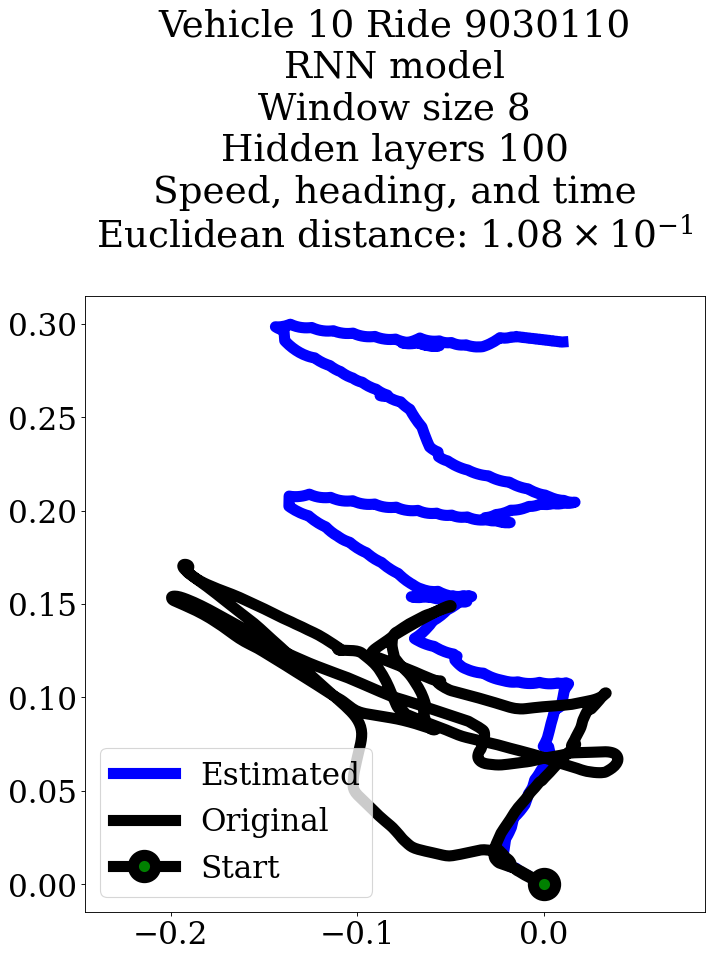 Vehicle 10 Ride 9030110
RNN model
Window size 8
Hidden layers 100
Speed, heading, and time
Euclidean distance: 1.08 × 10⁻¹
0.30
0.25
0.20
0.15
0.10
0.05
0.00
Estimated
Original
Start
−0.2
−0.1
0.0